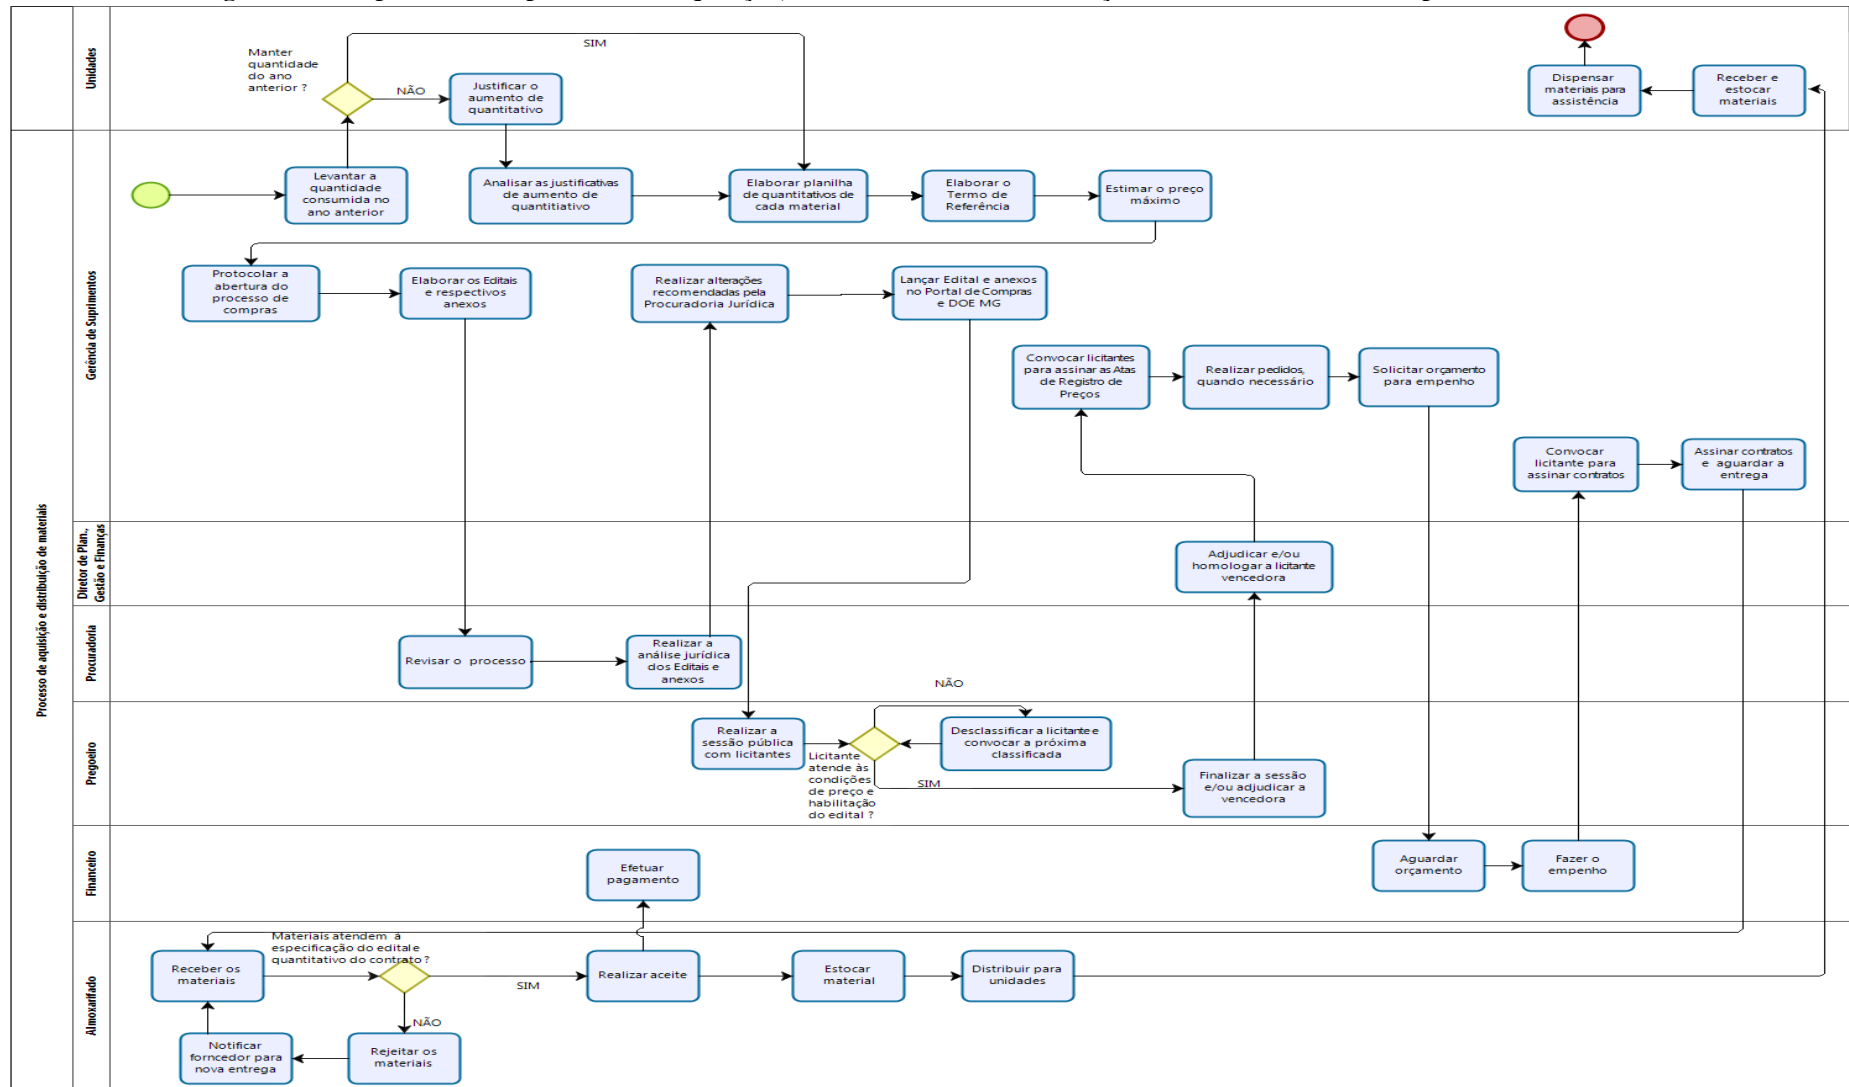 Processo de aquisição e distribuição de materiais
Unidades
Manter
quantidade
do ano
anterior ?
SIM
NÃO
Justificar o
aumento de
quantitativo
Dispensar
materiais para
assistência
Receber e
estocar
materiais
Gerência de Suprimentos
Levantar a
quantidade
consumida no
ano anterior
Analisar as justificativas
de aumento de
quantitiativo
Elaborar planilha
de quantitativos de
cada material
Elaborar o
Termo de
Referência
Estimar o preço
máximo
Protocolar a
abertura do
processo de
compras
Elaborar os Editais
e respectivos
anexos
Realizar alterações
recomendadas pela
Procuradoria Jurídica
Lançar Edital e anexos
no Portal de Compras
e DOE MG
Convocar licitantes
para assinar as Atas
de Registro de
Preços
Realizar pedidos,
quando necessário
Solicitar orçamento
para empenho
Convocar
licitante para
assinar contratos
Assinar contratos
e aguardar a
entrega
Diretor de Plan.,
Gestão e Finanças
Adjudicar e/ou
homologar a licitante
vencedora
Procuradoria
Revisar o processo
Realizar a
análise jurídica
dos Editais e
anexos
Pregoeiro
Realizar a
sessão pública
com licitantes
Licitante
atende às
condições
de preço e
habilitação
do edital ?
NÃO
Desclassificar a licitante e
convocar a próxima
classificada
SIM
Finalizar a sessão
e/ou adjudicar a
vencedora
Financeiro
Efetuar
pagamento
Aguardar
orçamento
Fazer o
empenho
Almoxarifado
Receber os
materiais
Materiais atendem à
especificação do edital e
quantitativo do contrato ?
SIM
NÃO
Realizar aceite
Estocar
material
Distribuir para
unidades
Notificar
forncedor para
nova entrega
Rejeitar os
materiais